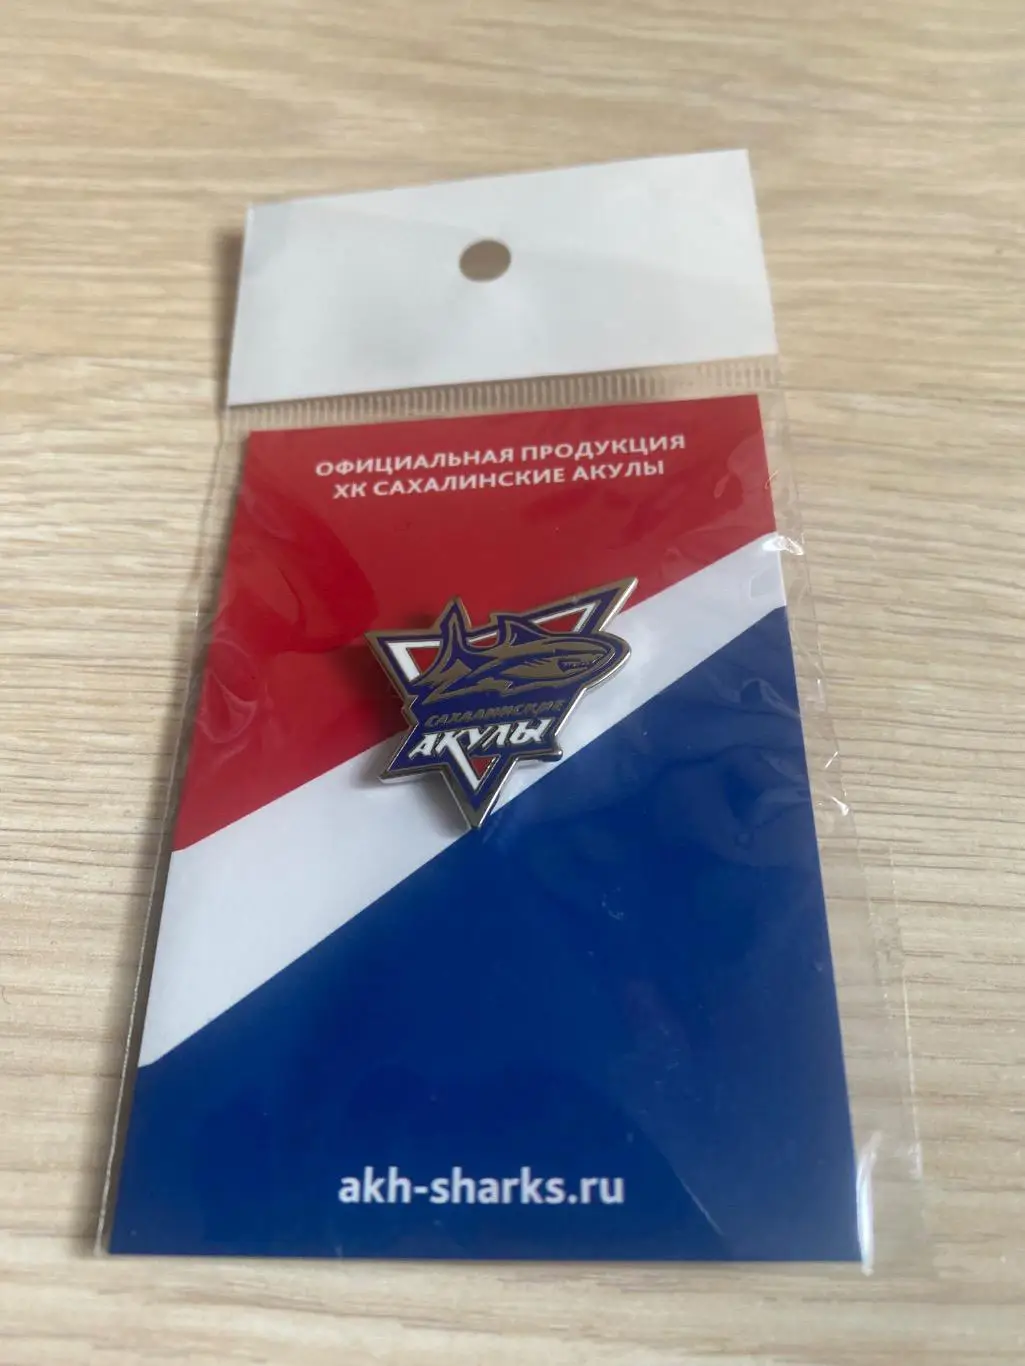 ОФИЦИАЛЬНАЯ ПРОДУКЦИЯ
ХК САХАЛИНСКИЕ АКУЛЫ
САХАЛИНСКИЕ
АКУЛЫ
akh-sharks.ru